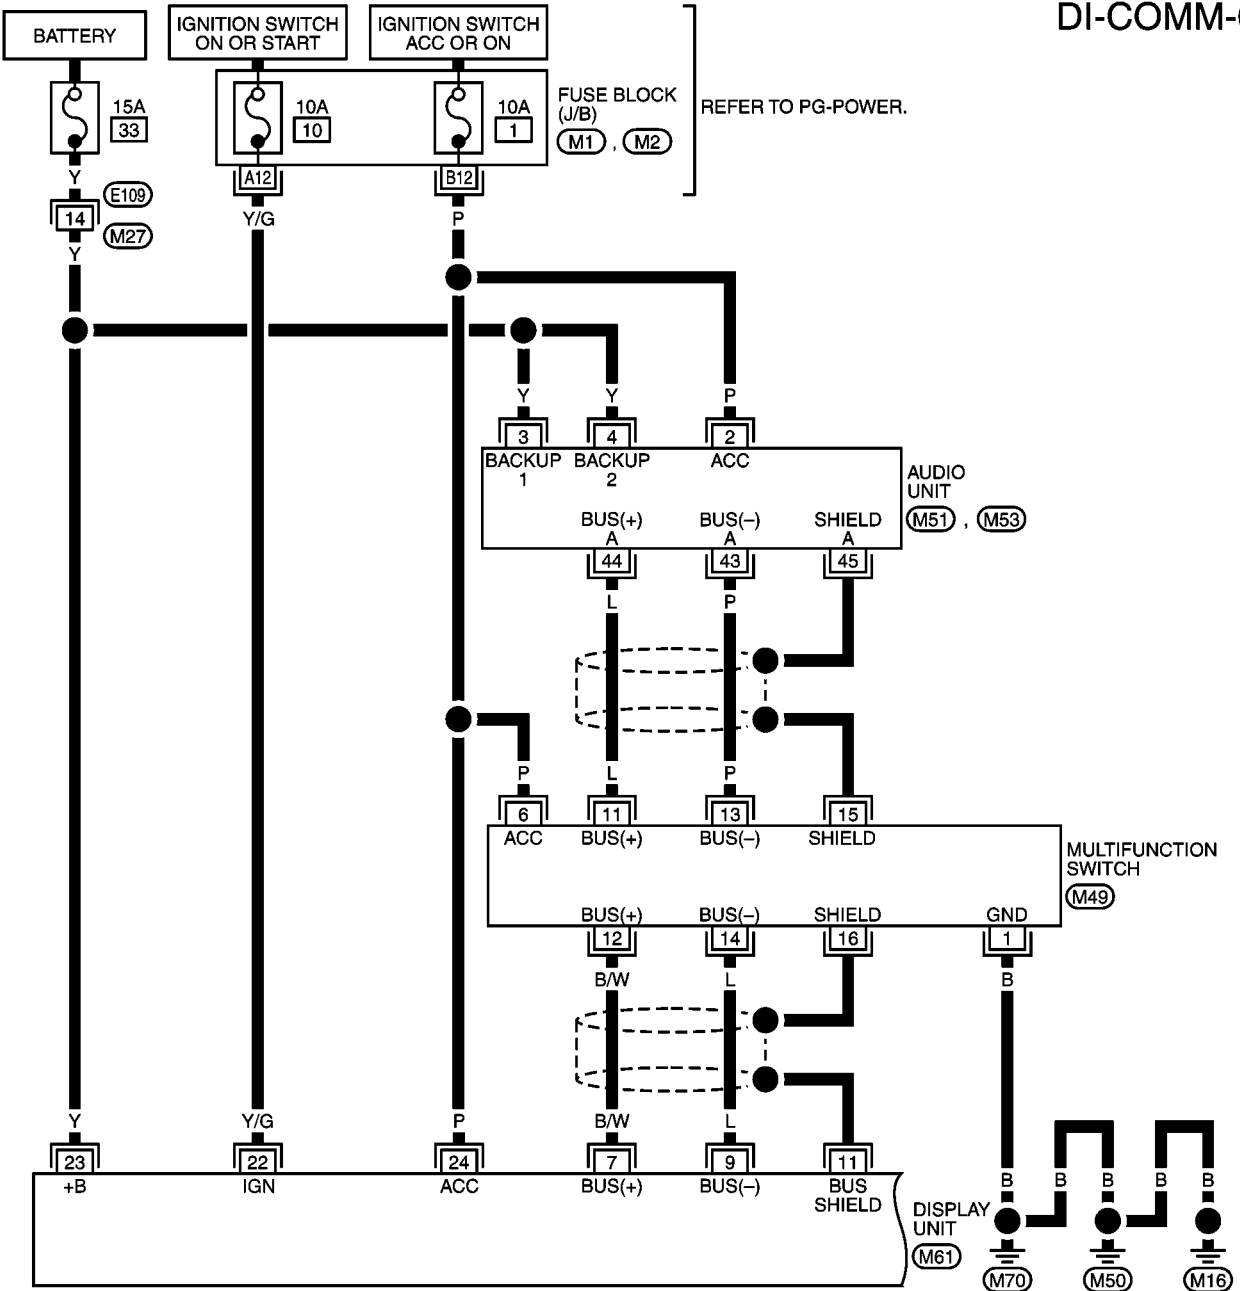 DI-COMM-
BATTERY
IGNITION SWITCH
ON OR START
IGNITION SWITCH
ACC OR ON
15A
33
10A
10
10A
1
FUSE BLOCK
(J/B)
M1 , M2
REFER TO PG-POWER.
Y
E109
14
M27
Y
A12
Y/G
B12
P
Y
Y
P
3
4
2
BACKUP
1
BACKUP
2
ACC
AUDIO
UNIT
M51 , M53
BUS(+)
A
BUS(–)
A
SHIELD
A
44
43
45
L
P
P
L
P
6
11
13
15
ACC
BUS(+)
BUS(–)
SHIELD
MULTIFUNCTION
SWITCH
M49
BUS(+)
BUS(–)
SHIELD
GND
12
14
16
1
B/W
L
B
Y
Y/G
P
B/W
L
23
22
24
7
9
11
+B
IGN
ACC
BUS(+)
BUS(–)
BUS
SHIELD
DISPLAY
UNIT
M61
B
B
B
B
B
M70
M50
M16